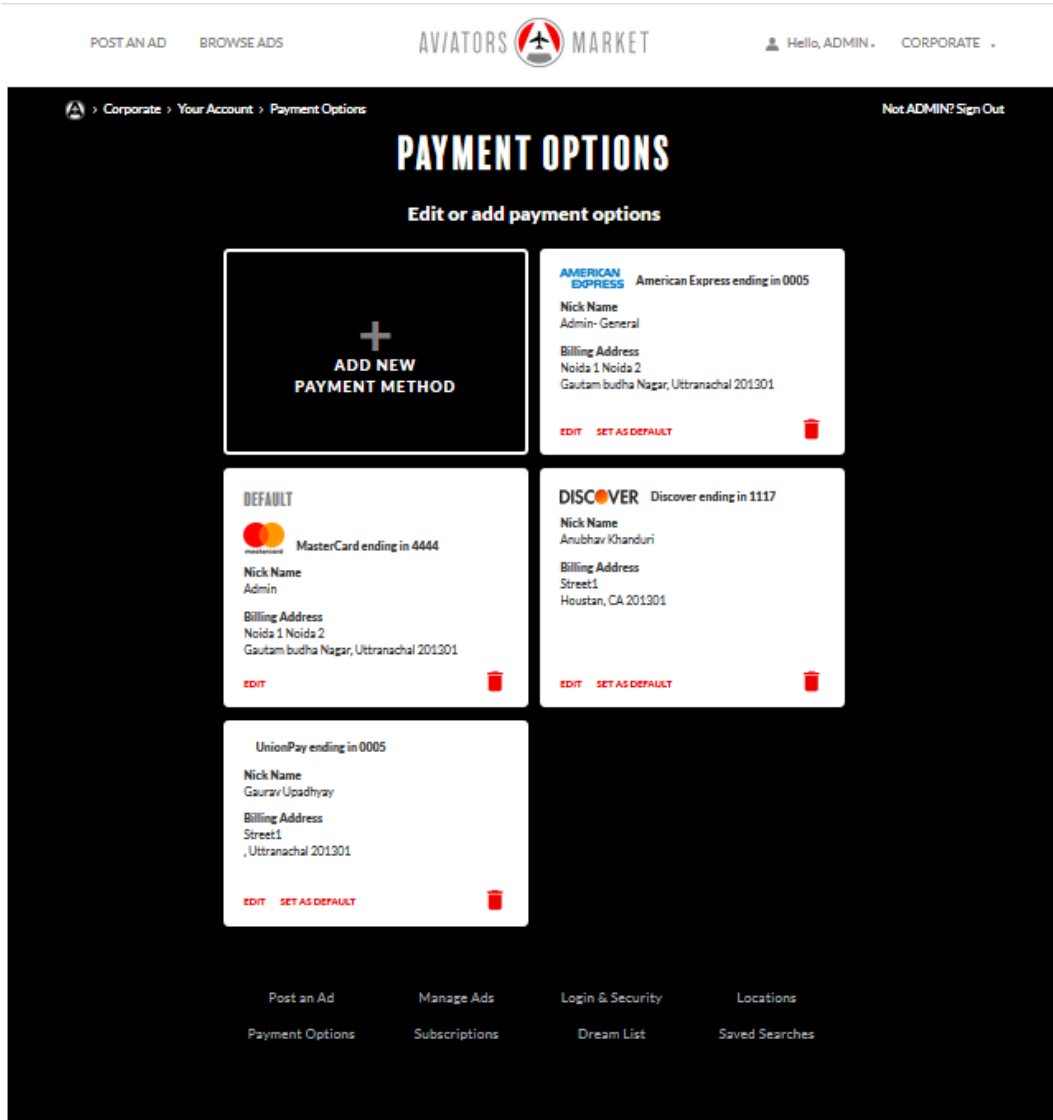 POST AN AD BROWSE ADS AVIATORS MARKET Hello, ADMIN CORPORATE
> Corporate > Your Account > Payment Options Not ADMIN? Sign Out
PAYMENT OPTIONS
Edit or add payment options
+
ADD NEW
PAYMENT METHOD
AMERICAN
EXPRESS
American Express ending in 0005
Nick Name
Admin- General
Billing Address
Noida 1 Noida 2
Gautam budha Nagar, Uttranachal 201301
EDIT SET AS DEFAULT
DEFAULT
mastercard
MasterCard ending in 4444
Nick Name
Admin
Billing Address
Noida 1 Noida 2
Gautam budha Nagar, Uttranachal 201301
EDIT
DISCOVER Discover ending in 1117
Nick Name
Anubhav Khanduri
Billing Address
Street1
Houstan, CA 201301
EDIT SET AS DEFAULT
UnionPay ending in 0005
Nick Name
Gaurav Upadhyay
Billing Address
Street1
, Uttranachal 201301
EDIT SET AS DEFAULT
Post an Ad Manage Ads Login & Security Locations
Payment Options Subscriptions Dream List Saved Searches